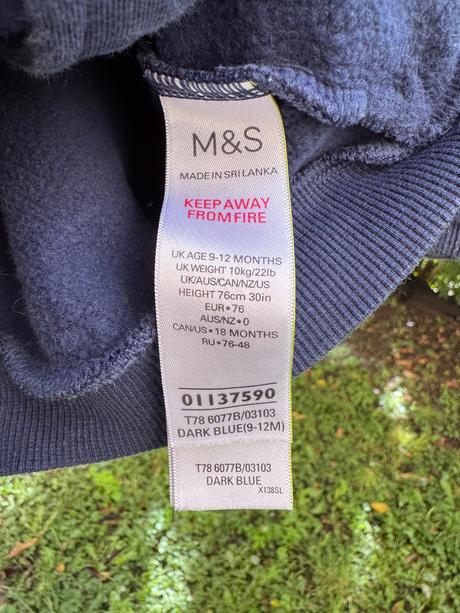 M&S
MADE IN SRI LANKA
KEEP AWAY
FROM FIRE
UK AGE 9-12 MONTHS
UK WEIGHT 10kg/22lb
UK/AUS/CAN/NZ/US
HEIGHT 76cm 30in
EUR•76
AUS/NZ•0
CAN/US•18 MONTHS
RU•76-48
01137590
T78 6077B/03103
DARK BLUE(9-12M)
T78 6077B/03103
DARK BLUE
X138SL